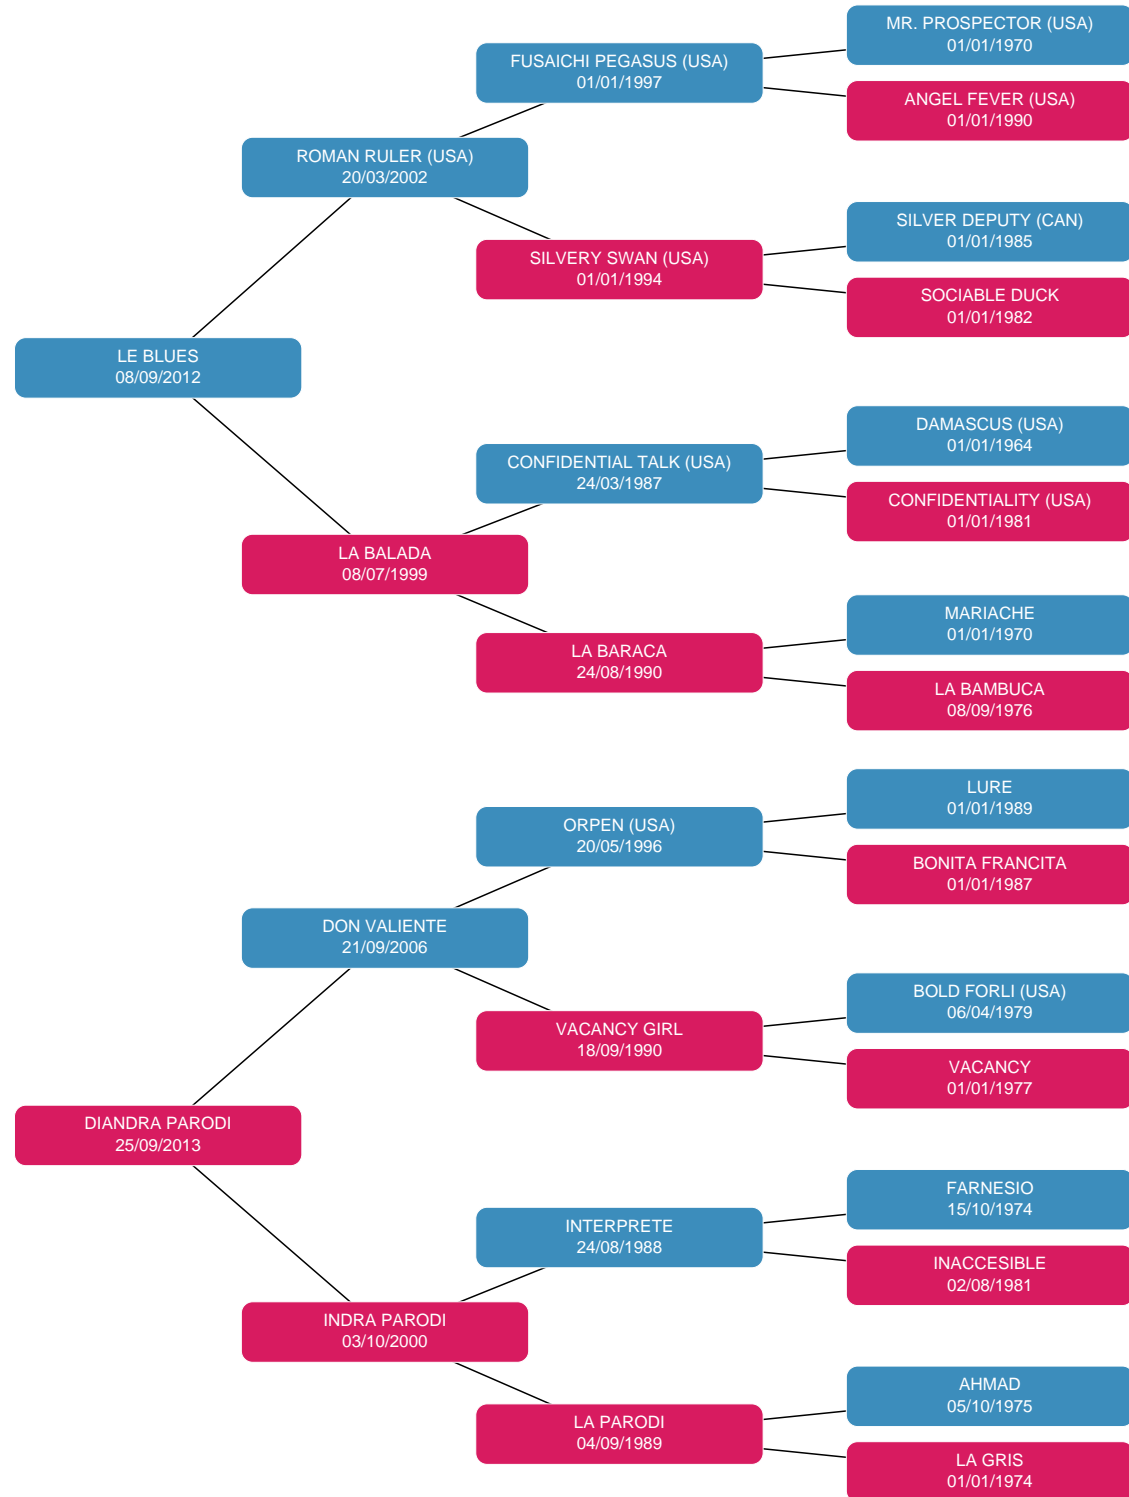 MR. PROSPECTOR (USA)
01/01/1970
FUSAICHI PEGASUS (USA)
01/01/1997
ANGEL FEVER (USA)
01/01/1990
ROMAN RULER (USA)
20/03/2002
SILVER DEPUTY (CAN)
01/01/1985
SILVERY SWAN (USA)
01/01/1994
SOCIABLE DUCK
01/01/1982
LE BLUES
08/09/2012
DAMASCUS (USA)
01/01/1964
CONFIDENTIAL TALK (USA)
24/03/1987
CONFIDENTIALITY (USA)
01/01/1981
LA BALADA
08/07/1999
MARIACHE
01/01/1970
LA BARACA
24/08/1990
LA BAMBUCA
08/09/1976
LURE
01/01/1989
ORPEN (USA)
20/05/1996
BONITA FRANCITA
01/01/1987
DON VALIENTE
21/09/2006
BOLD FORLI (USA)
06/04/1979
VACANCY GIRL
18/09/1990
VACANCY
01/01/1977
DIANDRA PARODI
25/09/2013
FARNESIO
15/10/1974
INTERPRETE
24/08/1988
INACCESIBLE
02/08/1981
INDRA PARODI
03/10/2000
AHMAD
05/10/1975
LA PARODI
04/09/1989
LA GRIS
01/01/1974